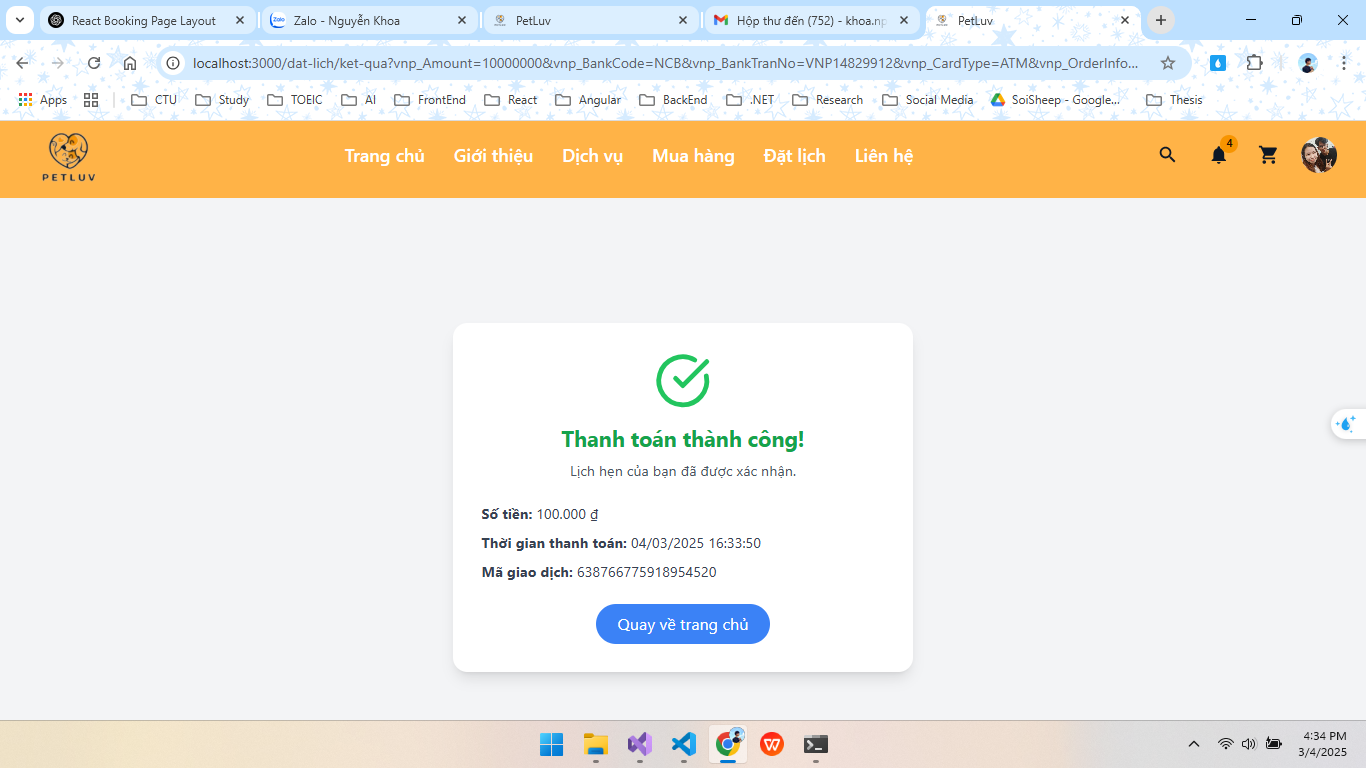 React Booking Page Layout
Zalo
Zalo - Nguyễn Khoa
PetLuv
Hộp thư đến (752) - khoa.np
PetLuv
localhost:3000/dat-lich/ket-qua?vnp_Amount=10000000&vnp_BankCode=NCB&vnp_BankTranNo=VNP14829912&vnp_CardType=ATM&vnp_OrderInfo...
Apps
CTU
Study
TOEIC
AI
FrontEnd
React
Angular
BackEnd
.NET
Research
Social Media
SoiSheep - Google...
Thesis
PETLUV
Trang chủ
Giới thiệu
Dịch vụ
Mua hàng
Đặt lịch
Liên hệ
4
Thanh toán thành công!
Lịch hẹn của bạn đã được xác nhận.
Số tiền: 100.000 ₫
Thời gian thanh toán: 04/03/2025 16:33:50
Mã giao dịch: 638766775918954520
Quay về trang chủ
4:34 PM
3/4/2025